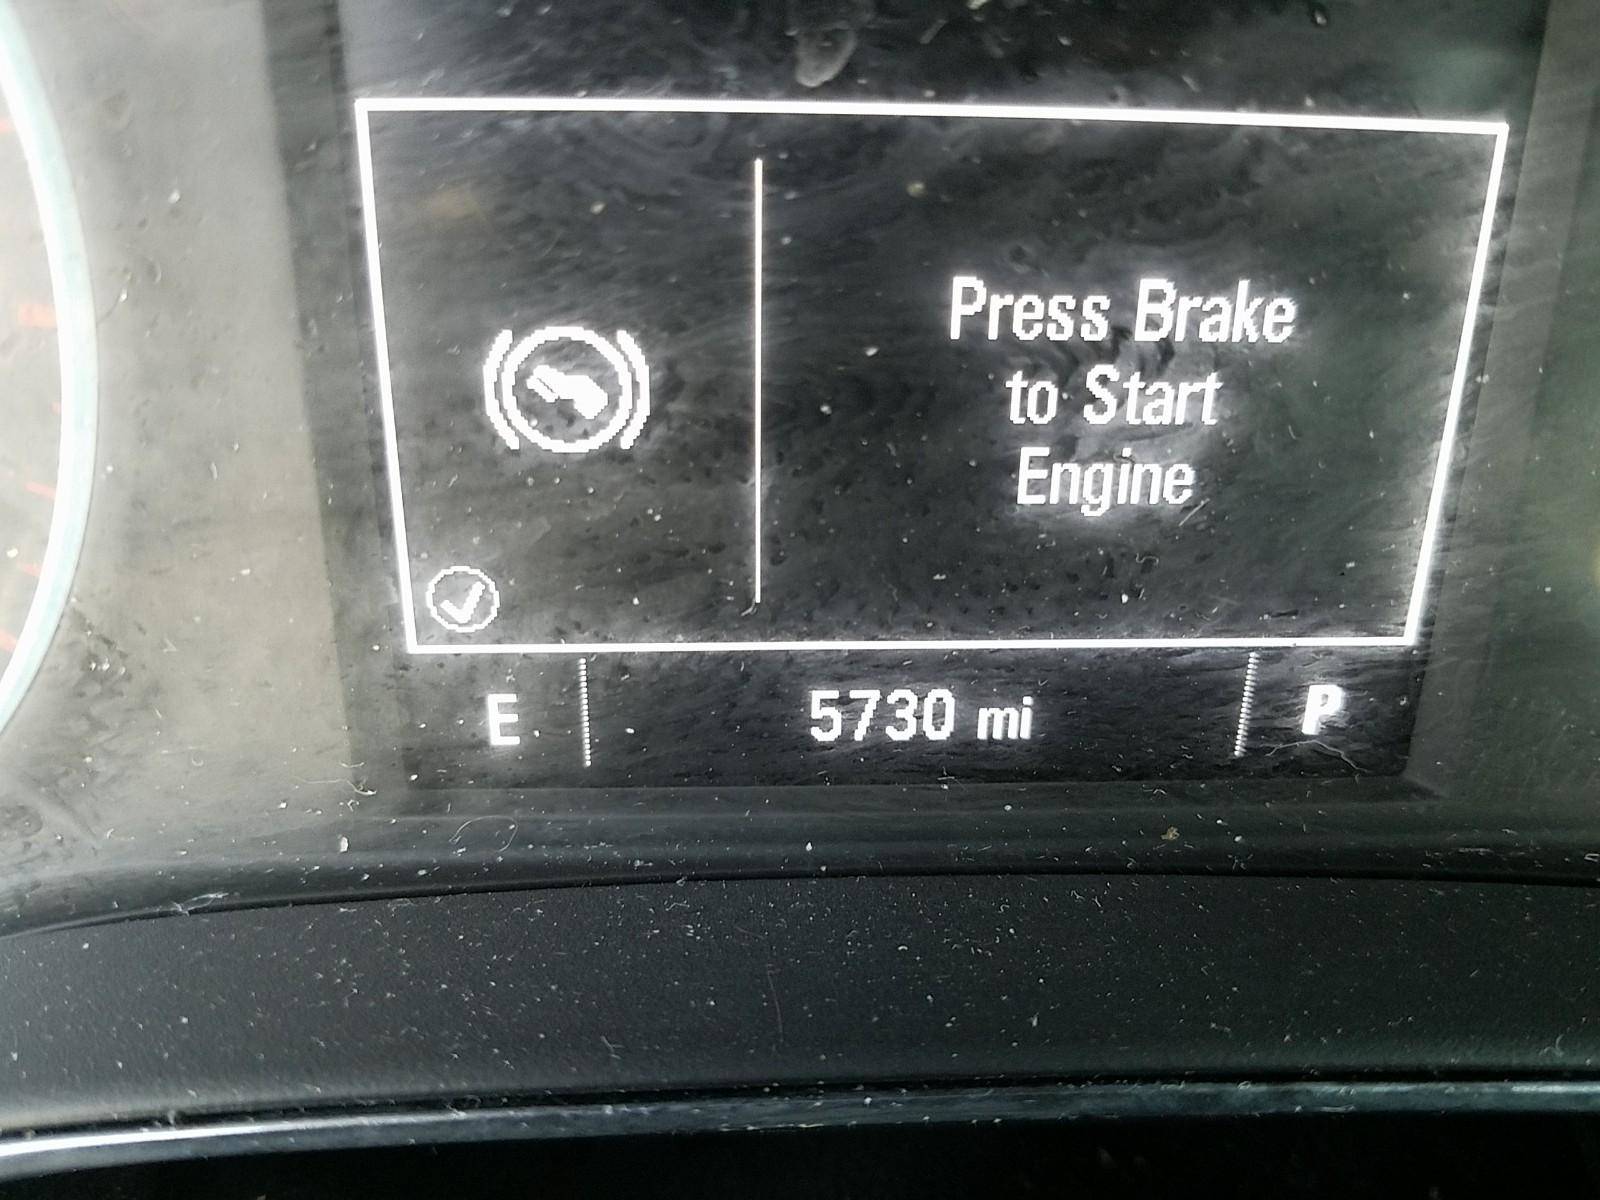 Press Brake
to Start
Engine
E
5730 mi
P